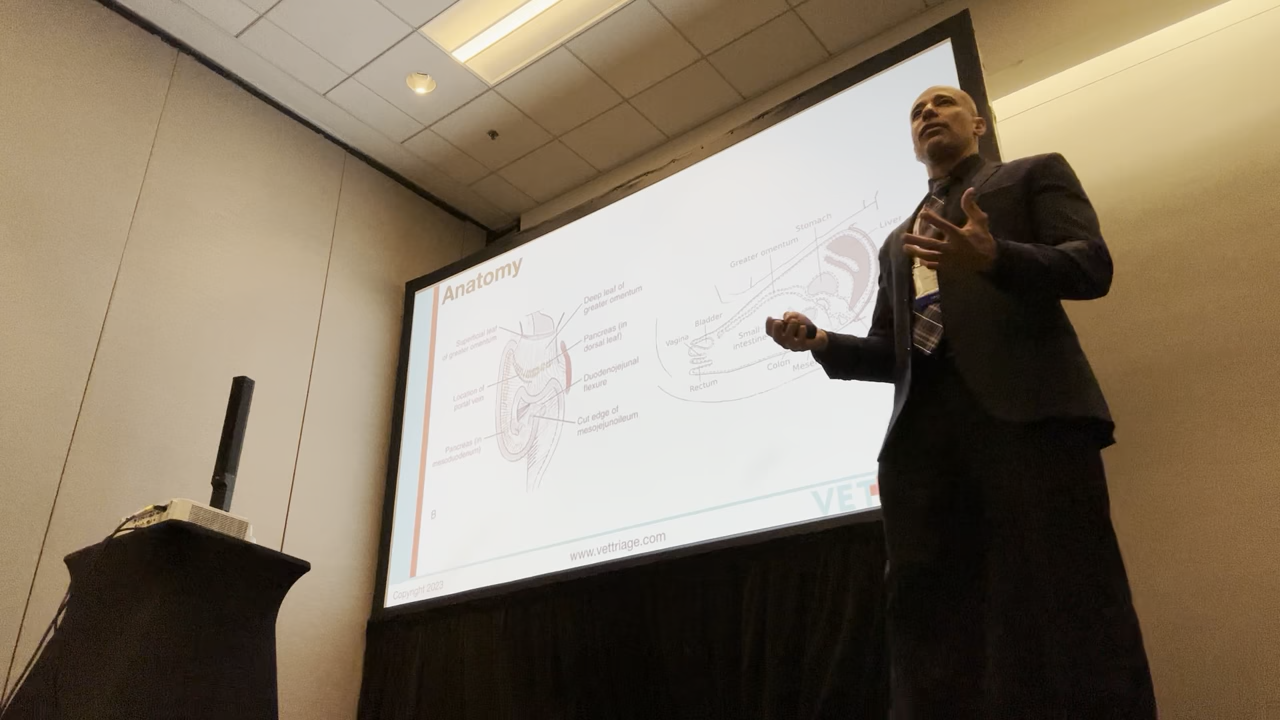 Anatomy
Superficial leaf
of greater omentum
Deep leaf of
greater omentum
Pancreas (in
dorsal leaf)
Location of
portal vein
Duodenojejunal
flexure
Cut edge of
mesojejunoileum
Pancreas (in
mesoduodenum)
B
Stomach
Liver
Greater omentum
Bladder
Vagina
Small
intestine
Colon
Mese
Rectum
VET
www.vettriage.com
Copyright 2023